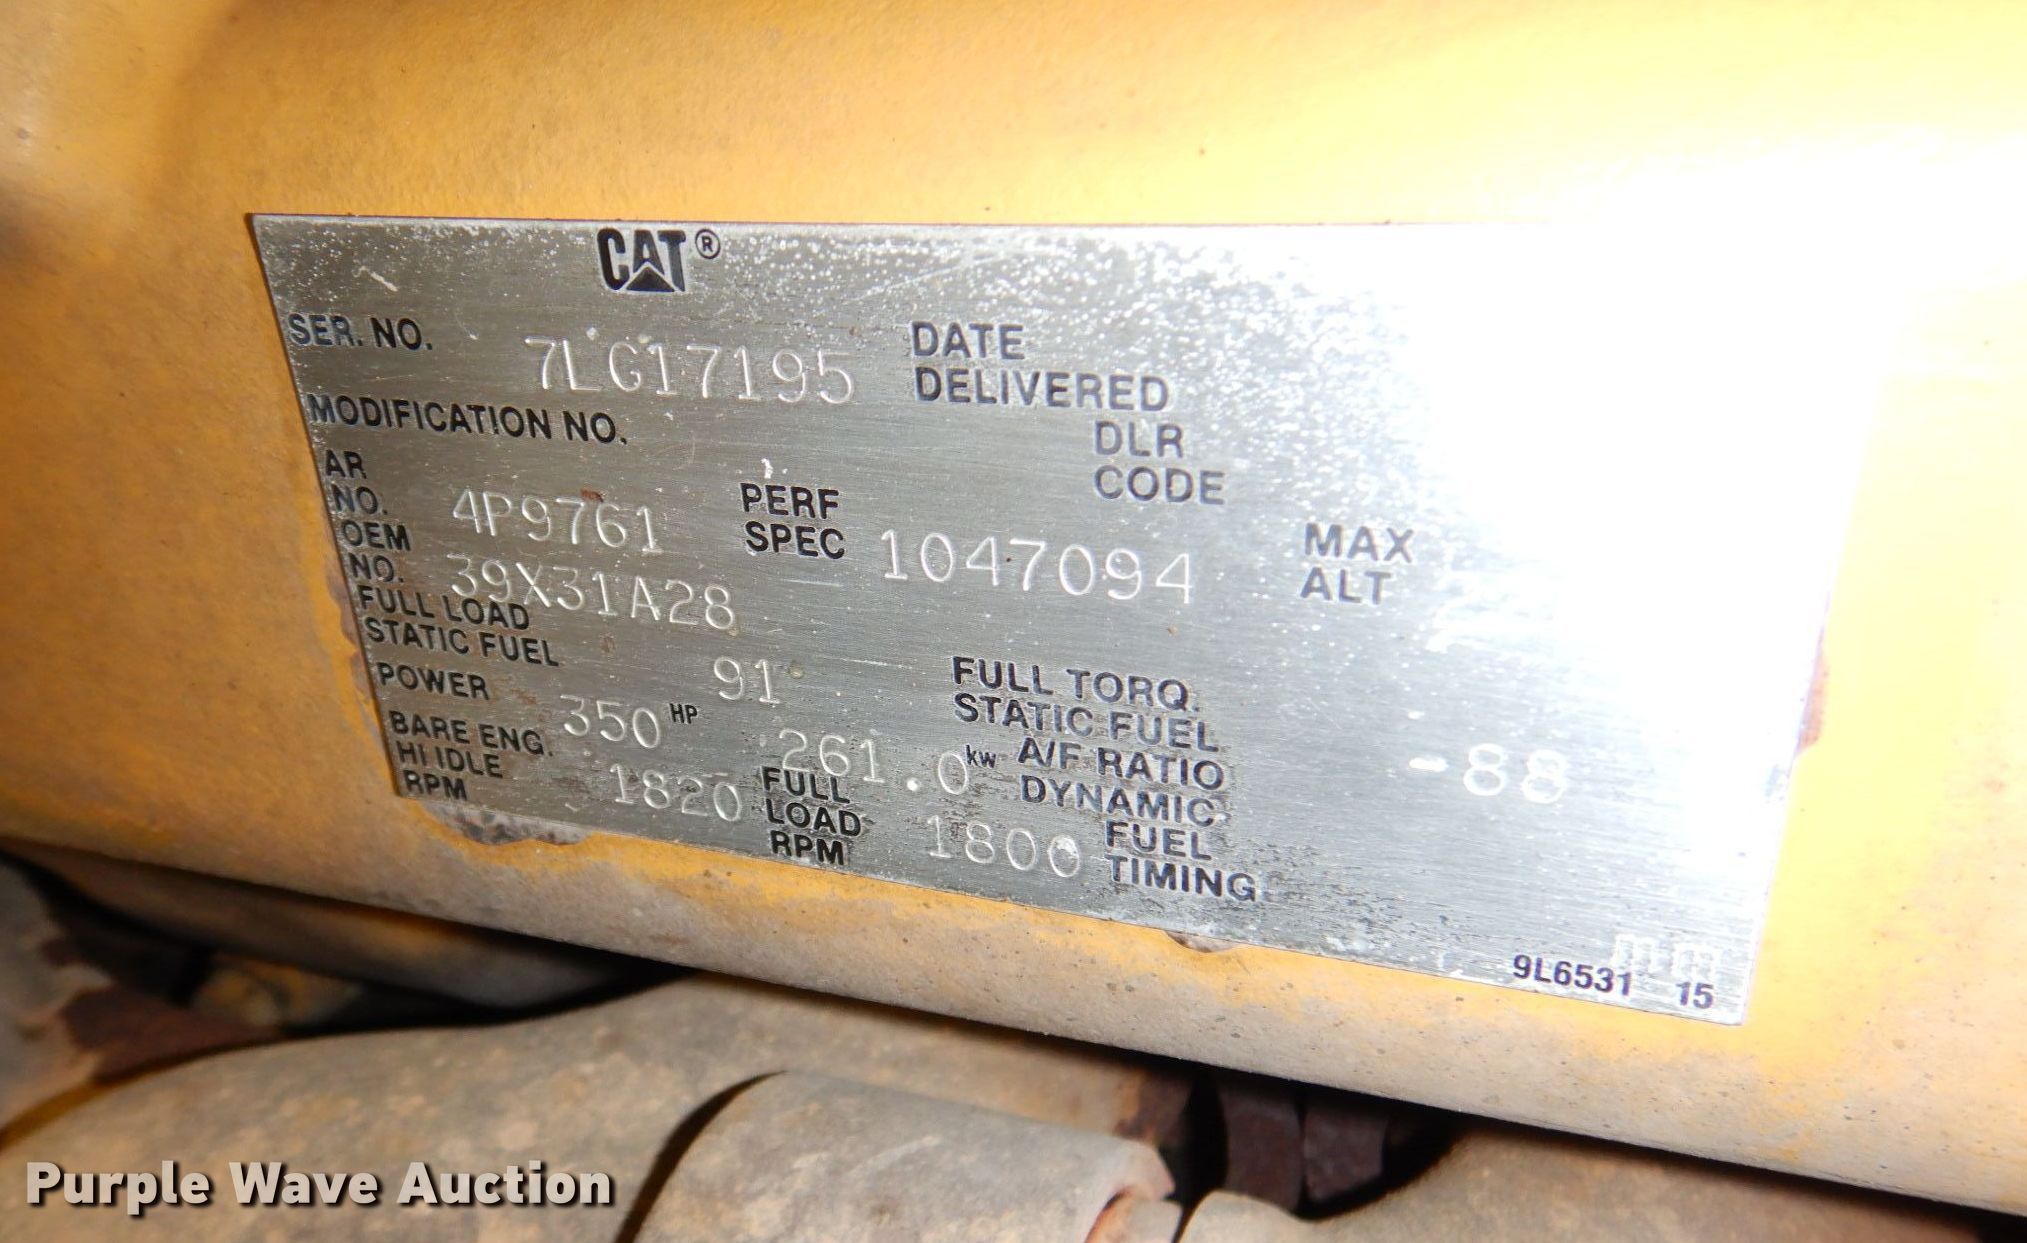 CAT®
SER. NO. 7LG17195 DATE
DELIVERED
MODIFICATION NO. DLR
CODE
AR
NO. 4P9761 PERF
SPEC 1047094 MAX
ALT
OEM
NO. 39X31A28
FULL LOAD
STATIC FUEL 91 FULL TORQ.
STATIC FUEL
POWER 350 HP 261.0 kw A/F RATIO
DYNAMIC -88
BARE ENG.
HI IDLE
RPM 1820 FULL
LOAD
RPM 1800 FUEL
TIMING
9L6531 15
Purple Wave Auction